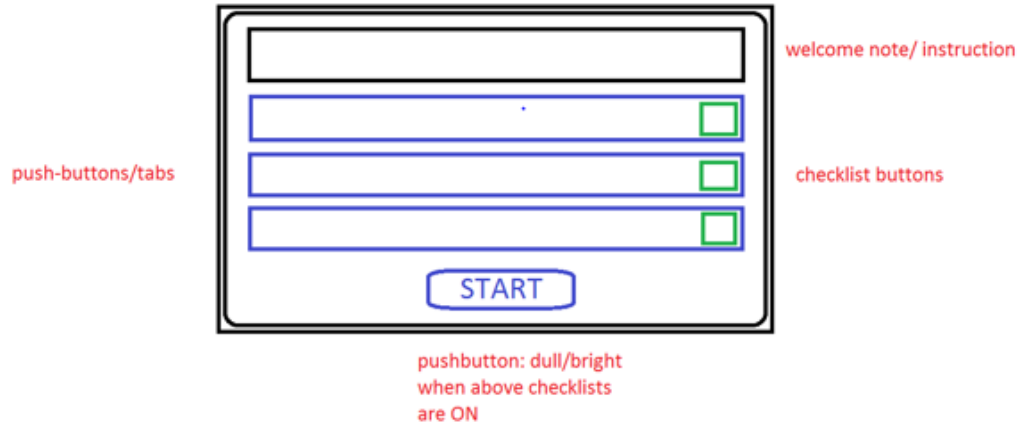 welcome note/ instruction
push-buttons/tabs
checklist buttons
START
pushbutton: dull/bright
when above checklists
are ON